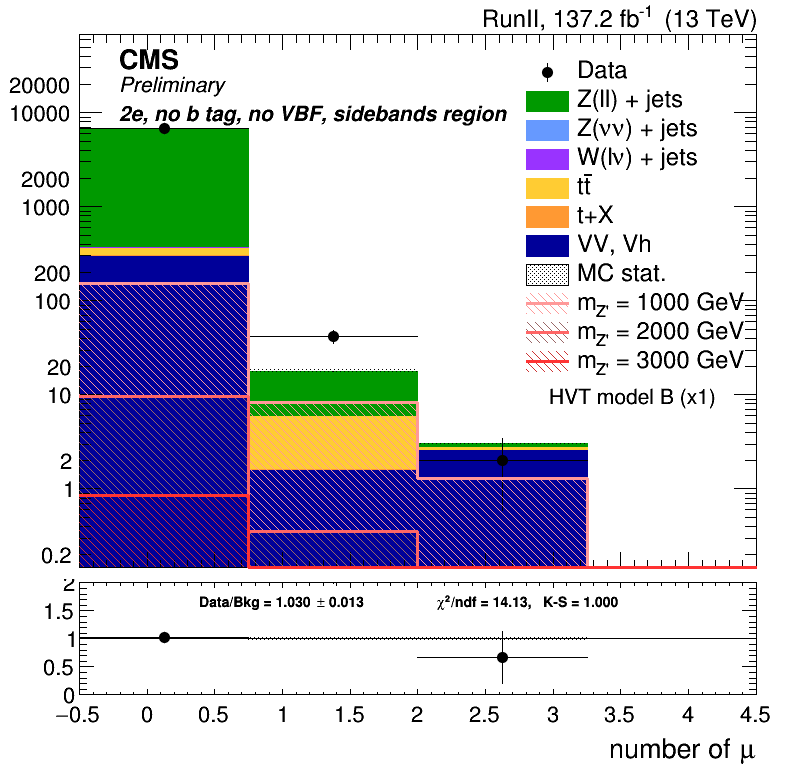 RunII, 137.2 fb⁻¹ (13 TeV)
CMS
Preliminary
2e, no b tag, no VBF, sidebands region
Data
Z(ll) + jets
Z(νν) + jets
W(lν) + jets
tt̄
t+X
VV, Vh
MC stat.
m_Z' = 1000 GeV
m_Z' = 2000 GeV
m_Z' = 3000 GeV
HVT model B (x1)
20000
10000
2000
1000
200
100
20
10
2
1
0.2
2
1.5
1
0.5
0
Data/Bkg = 1.030 ± 0.013
χ²/ndf = 14.13, K-S = 1.000
−0.5 0 0.5 1 1.5 2 2.5 3 3.5 4 4.5
number of μ